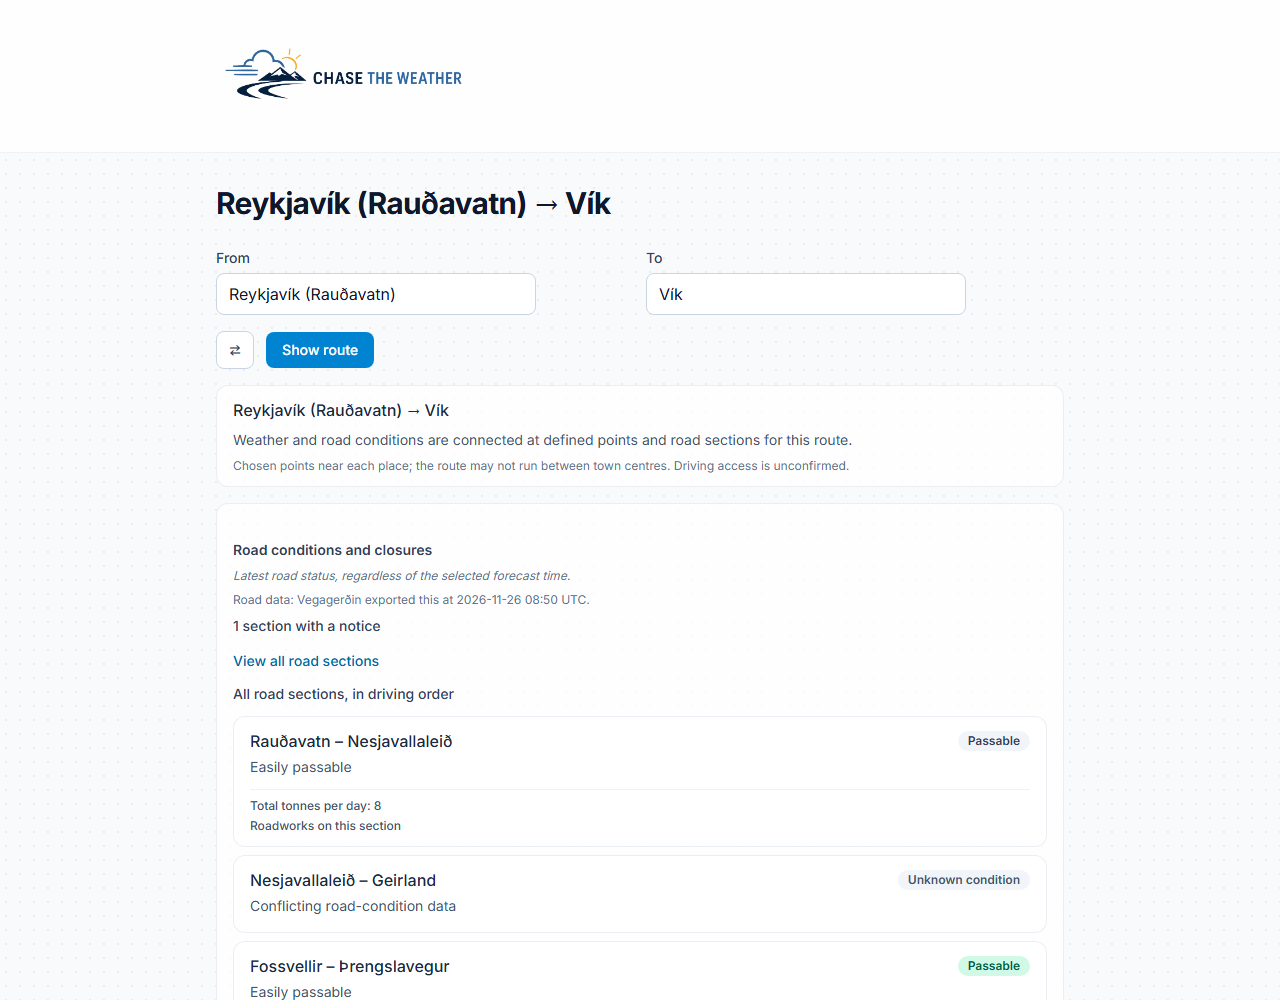 CHASE THE WEATHER
Reykjavík (Rauðavatn) → Vík
From
To
Reykjavík (Rauðavatn)
Vík
⇄
Show route
Reykjavík (Rauðavatn) → Vík
Weather and road conditions are connected at defined points and road sections for this route.
Chosen points near each place; the route may not run between town centres. Driving access is unconfirmed.
Road conditions and closures
Latest road status, regardless of the selected forecast time.
Road data: Vegagerðin exported this at 2026-11-26 08:50 UTC.
1 section with a notice
View all road sections
All road sections, in driving order
Rauðavatn – Nesjavallaleið
Passable
Easily passable
Total tonnes per day: 8
Roadworks on this section
Nesjavallaleið – Geirland
Unknown condition
Conflicting road-condition data
Fossvellir – Þrengslavegur
Passable
Easily passable